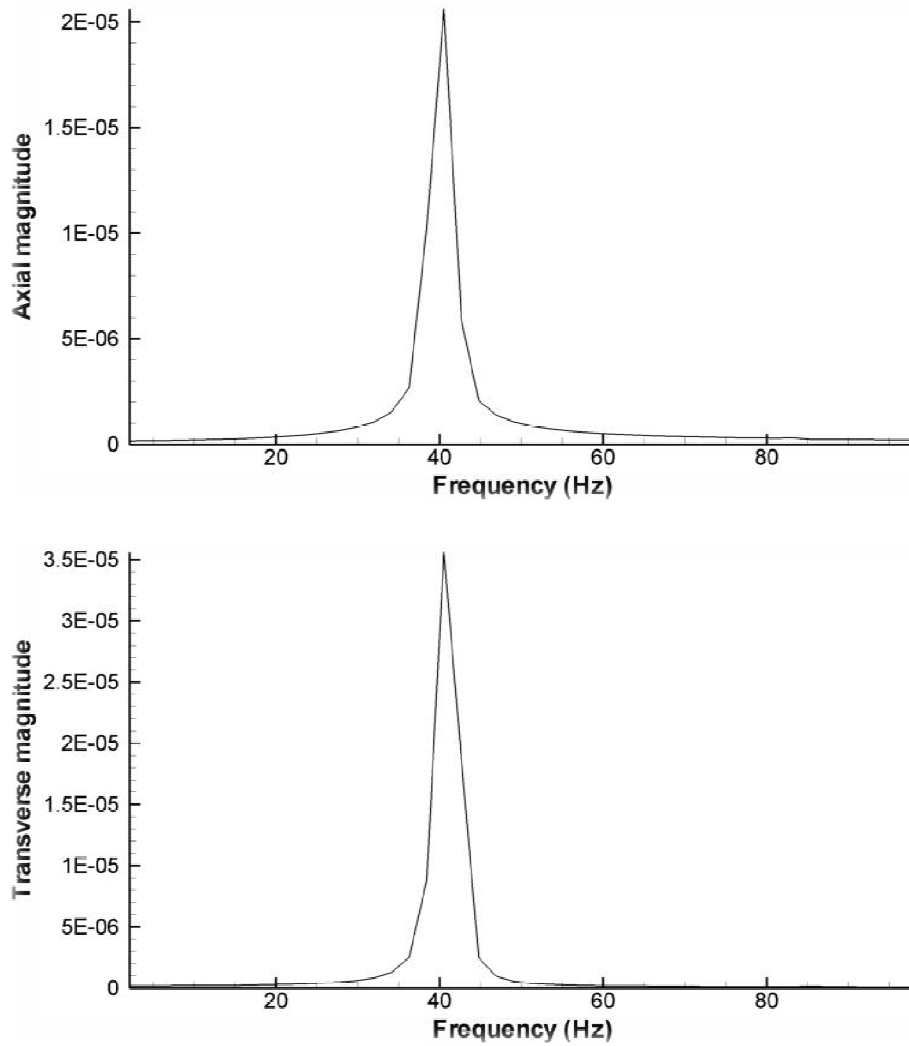 2E-05
1.5E-05
1E-05
5E-06
0
Axial magnitude
20 40 60 80
Frequency (Hz)
3.5E-05
3E-05
2.5E-05
2E-05
1.5E-05
1E-05
5E-06
0
Transverse magnitude
20 40 60 80
Frequency (Hz)